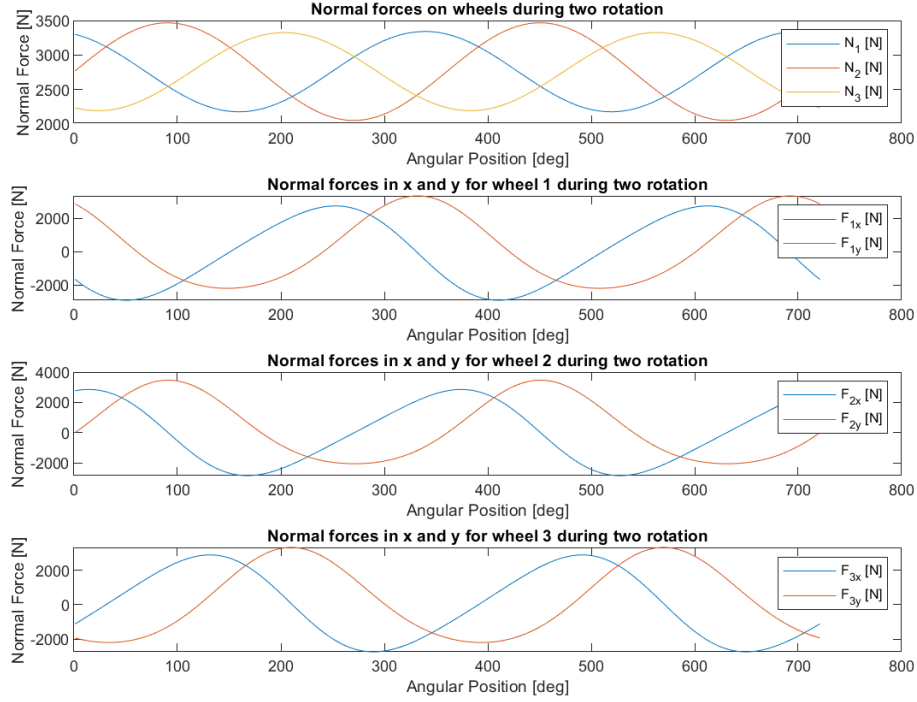 Normal forces on wheels during two rotation
Normal Force [N]
3500
3000
2500
2000
N1 [N]
N2 [N]
N3 [N]
0 100 200 300 400 500 600 700 800
Angular Position [deg]
Normal forces in x and y for wheel 1 during two rotation
Normal Force [N]
2000
0
-2000
F1x [N]
F1y [N]
0 100 200 300 400 500 600 700 800
Angular Position [deg]
Normal forces in x and y for wheel 2 during two rotation
Normal Force [N]
4000
2000
0
-2000
F2x [N]
F2y [N]
0 100 200 300 400 500 600 700 800
Angular Position [deg]
Normal forces in x and y for wheel 3 during two rotation
Normal Force [N]
2000
0
-2000
F3x [N]
F3y [N]
0 100 200 300 400 500 600 700 800
Angular Position [deg]